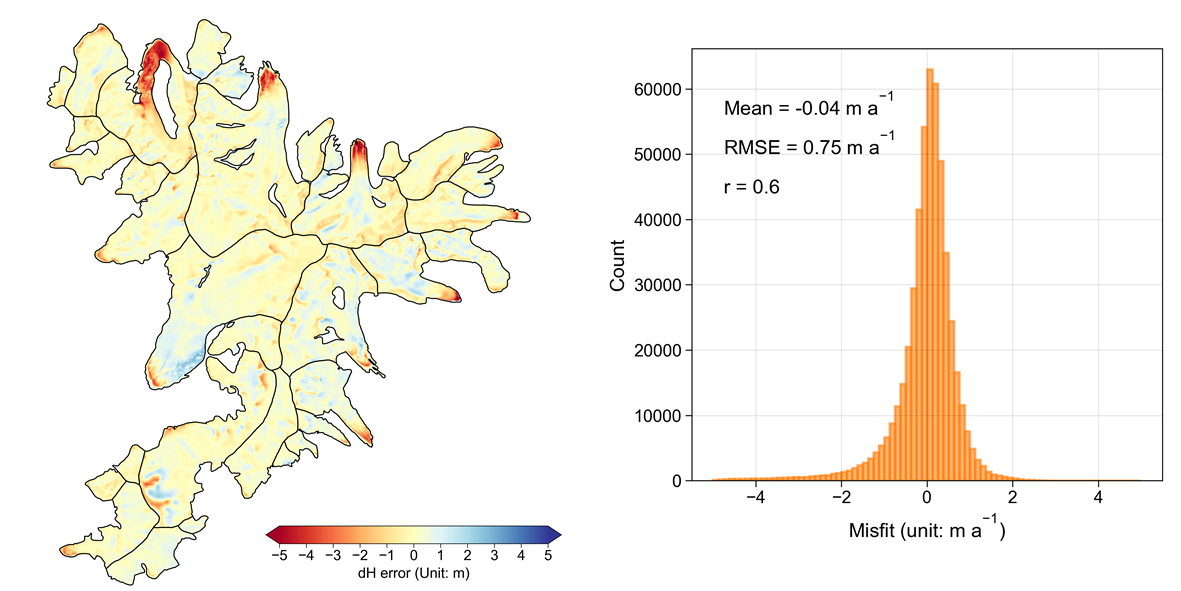 −5 −4 −3 −2 −1 0 1 2 3 4 5
dH error (Unit: m)
Count
60000
50000
40000
30000
20000
10000
0
Mean = -0.04 m a⁻¹
RMSE = 0.75 m a⁻¹
r = 0.6
−4 −2 0 2 4
Misfit (unit: m a⁻¹)